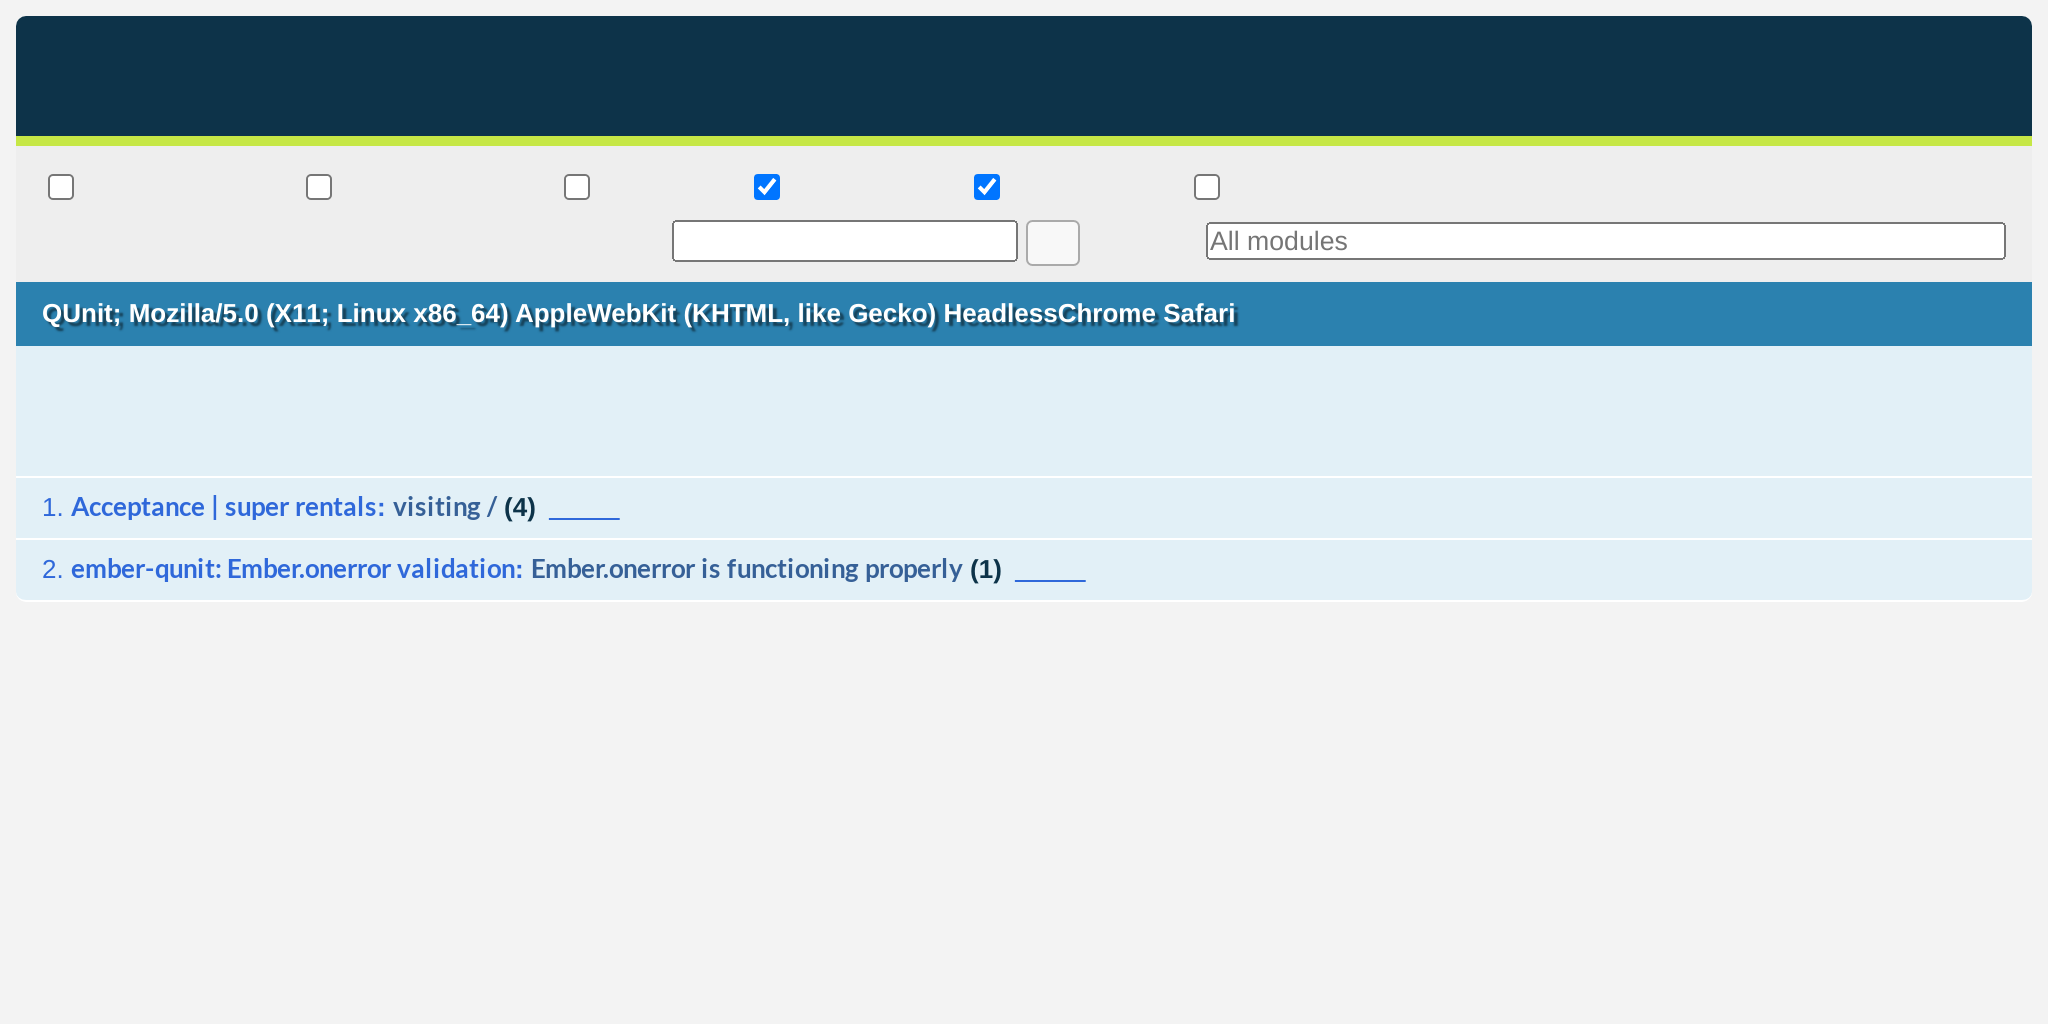 All modules
QUnit; Mozilla/5.0 (X11; Linux x86_64) AppleWebKit (KHTML, like Gecko) HeadlessChrome Safari
1. Acceptance | super rentals: visiting / (4)
2. ember-qunit: Ember.onerror validation: Ember.onerror is functioning properly (1)